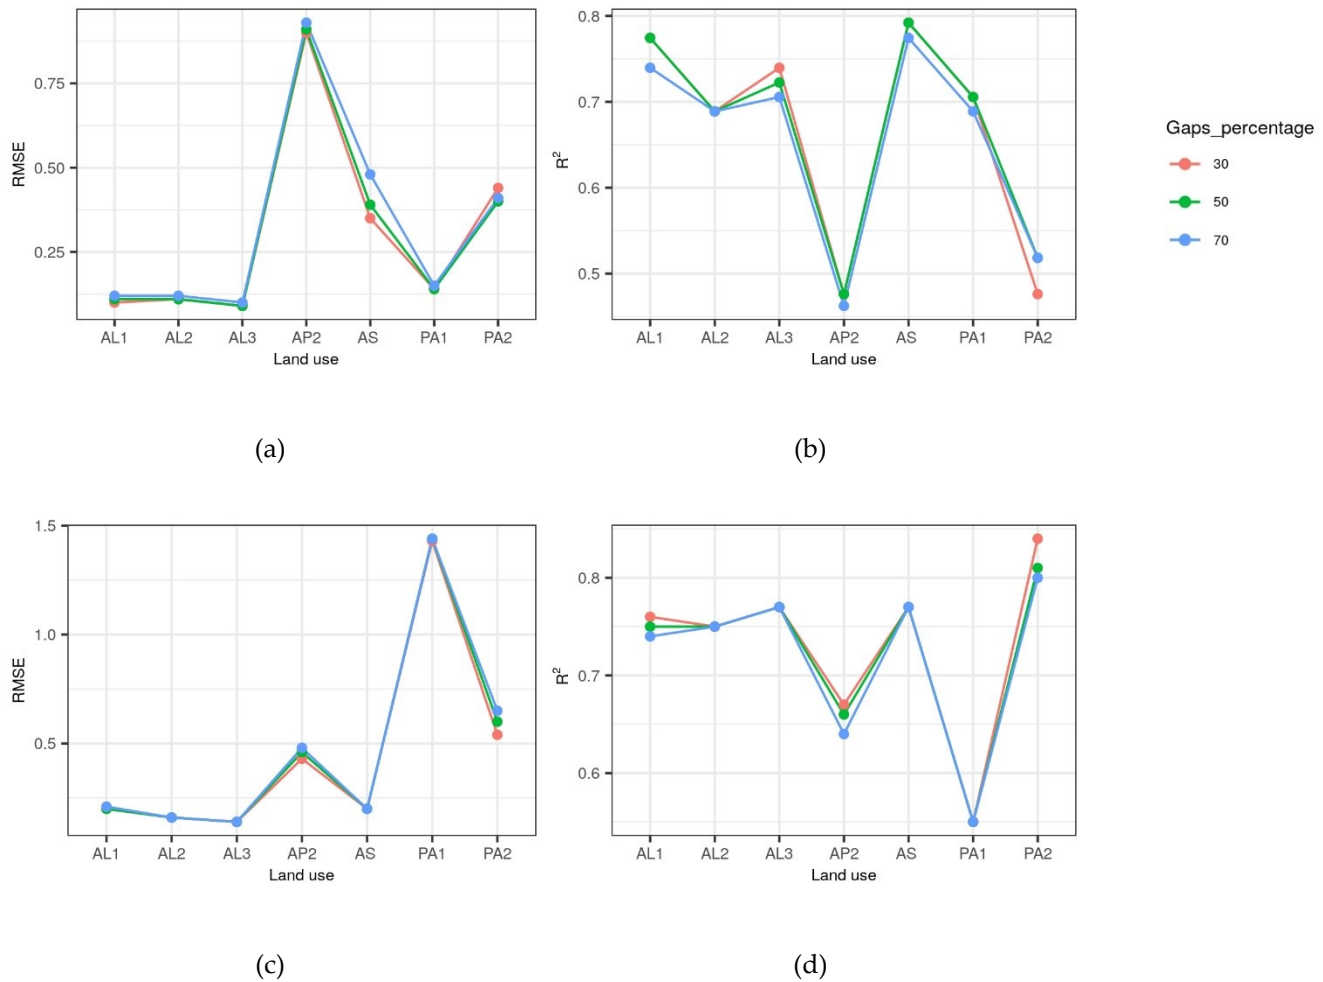 RMSE
0.75
0.50
0.25
AL1 AL2 AL3 AP2 AS PA1 PA2
Land use
(a)
R²
0.8
0.7
0.6
0.5
AL1 AL2 AL3 AP2 AS PA1 PA2
Land use
(b)
Gaps_percentage
30
50
70
RMSE
1.5
1.0
0.5
AL1 AL2 AL3 AP2 AS PA1 PA2
Land use
(c)
R²
0.8
0.7
0.6
AL1 AL2 AL3 AP2 AS PA1 PA2
Land use
(d)